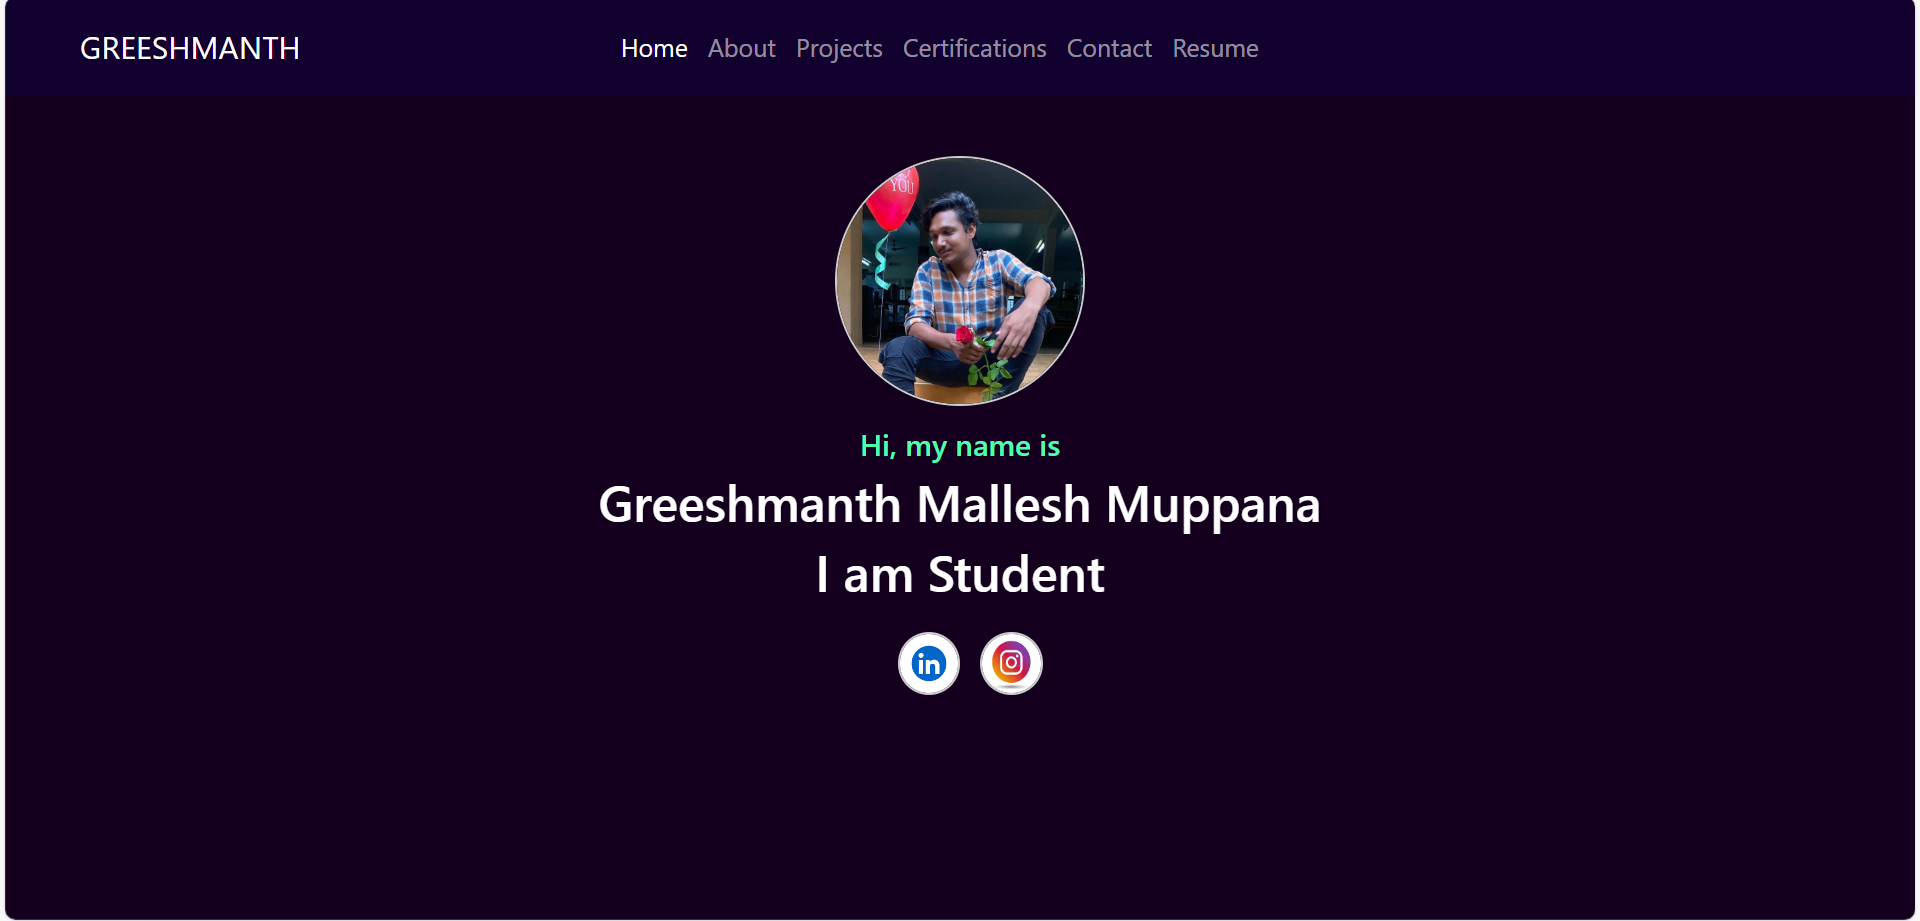 GREESHMANTH
Home About Projects Certifications Contact Resume
YOU
Hi, my name is
Greeshmanth Mallesh Muppana
I am Student
in